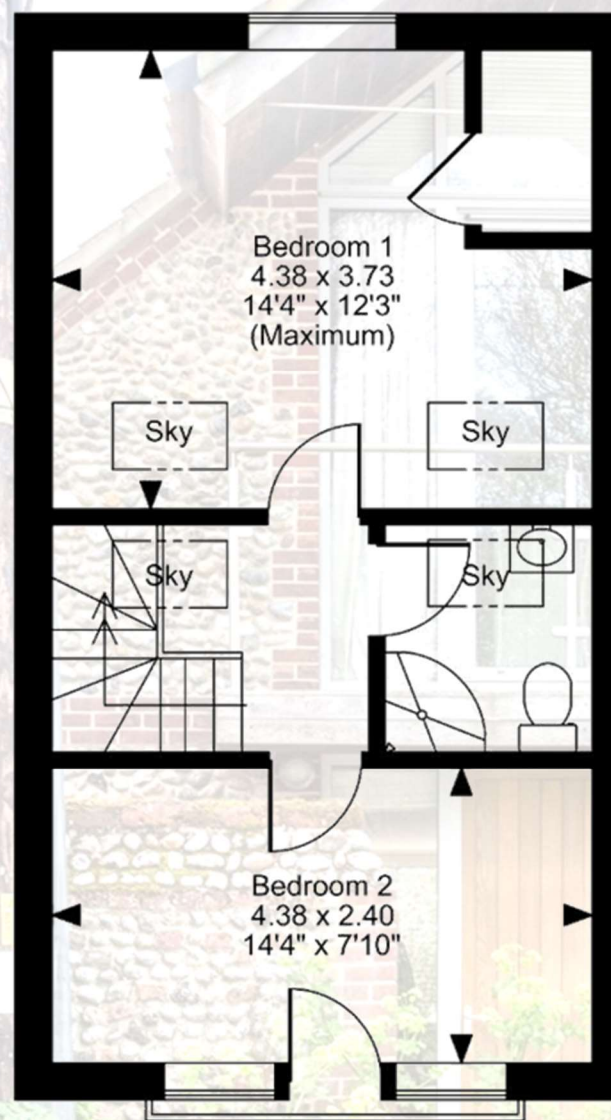 Bedroom 1
4.38 x 3.73
14'4" x 12'3"
(Maximum)
Sky
Sky
Sky
Sky
Bedroom 2
4.38 x 2.40
14'4" x 7'10"